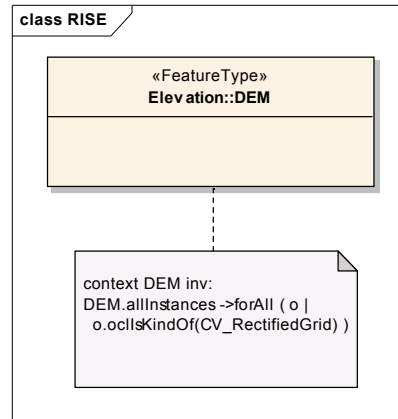 class RISE
«FeatureType»
Elevation::DEM
context DEM inv:
DEM.allInstances ->forAll ( o |
o.oclIsKindOf(CV_RectifiedGrid) )